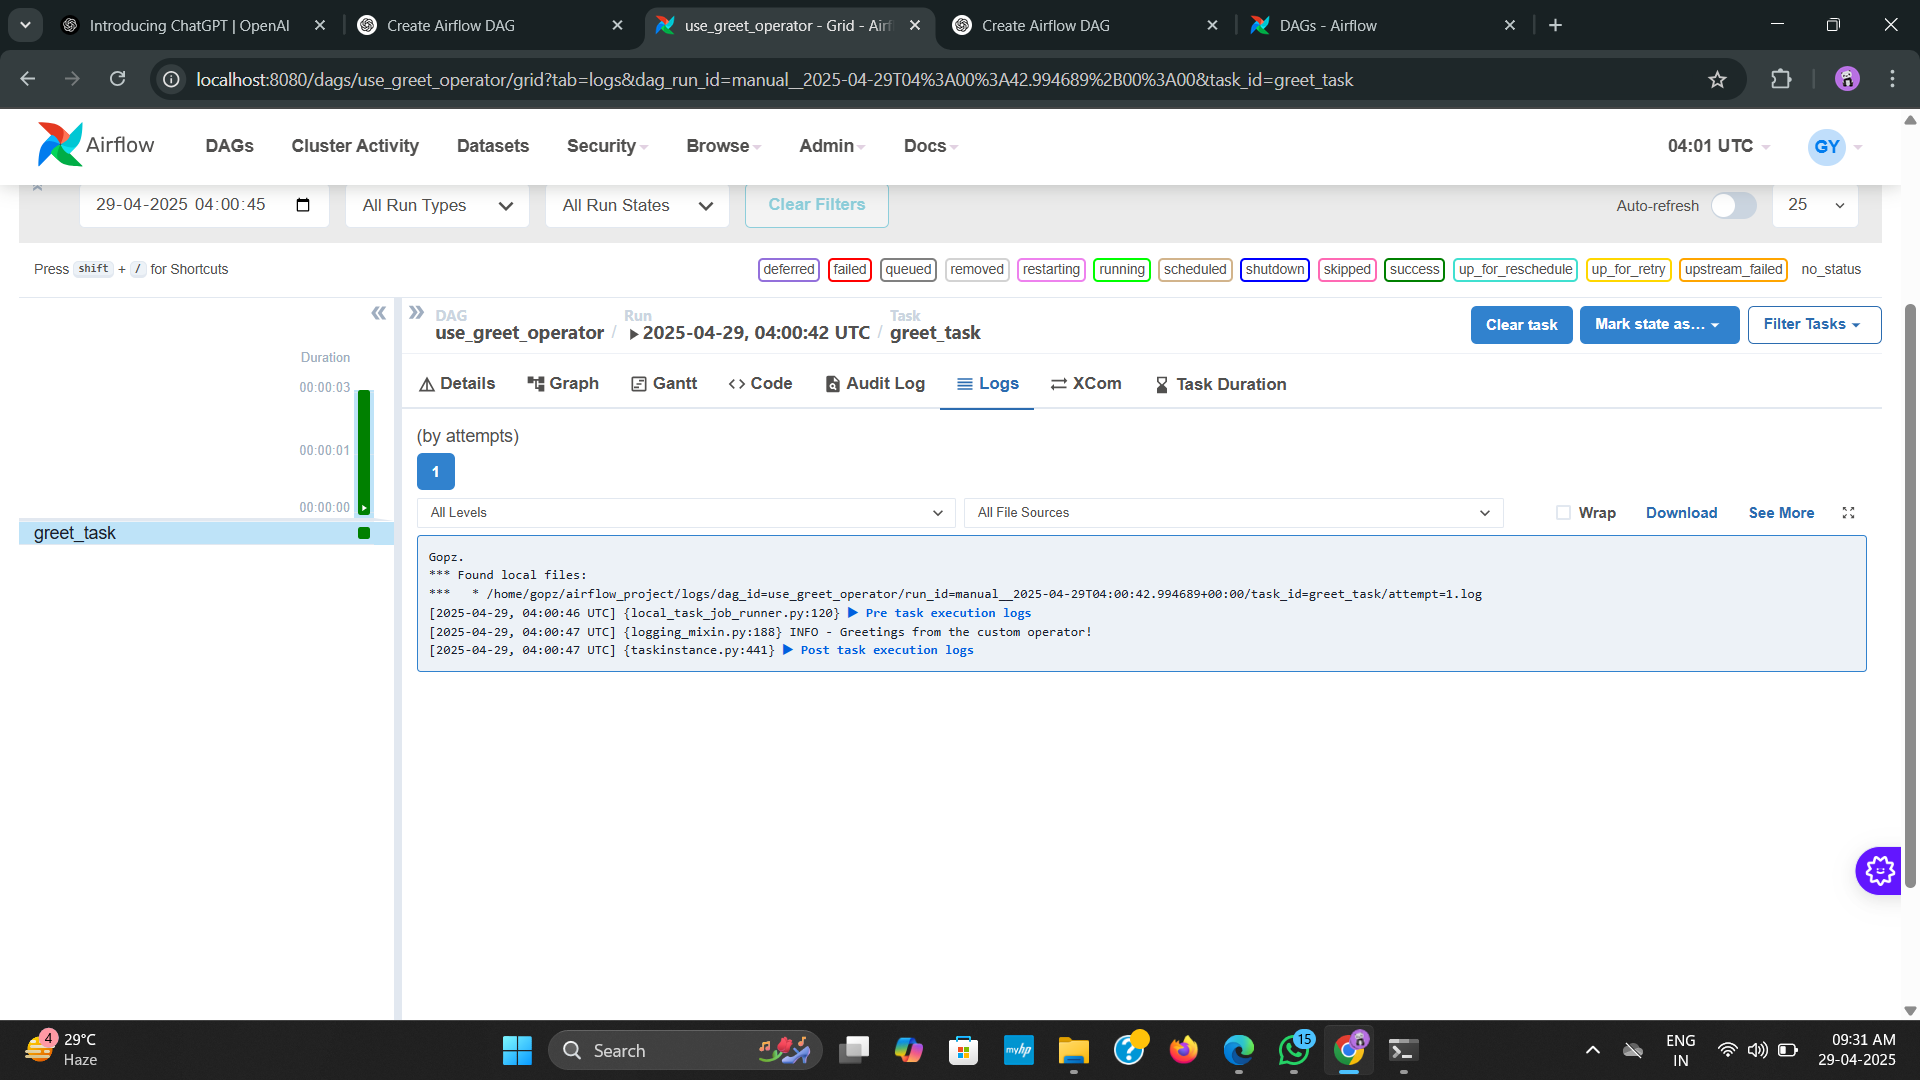 Introducing ChatGPT | OpenAI
Create Airflow DAG
use_greet_operator - Grid - Airf
Create Airflow DAG
DAGs - Airflow
localhost:8080/dags/use_greet_operator/grid?tab=logs&dag_run_id=manual__2025-04-29T04%3A00%3A42.994689%2B00%3A00&task_id=greet_task
Airflow
DAGs
Cluster Activity
Datasets
Security
Browse
Admin
Docs
04:01 UTC
GY
29-04-2025 04:00:45
All Run Types
All Run States
Clear Filters
Auto-refresh
25
Press shift + / for Shortcuts
deferred
failed
queued
removed
restarting
running
scheduled
shutdown
skipped
success
up_for_reschedule
up_for_retry
upstream_failed
no_status
DAG
use_greet_operator /
Run
2025-04-29, 04:00:42 UTC /
Task
greet_task
Clear task
Mark state as...
Filter Tasks
Duration
00:00:03
00:00:01
00:00:00
greet_task
Details
Graph
Gantt
Code
Audit Log
Logs
XCom
Task Duration
(by attempts)
1
All Levels
All File Sources
Wrap
Download
See More
Gopz.
*** Found local files:
***   * /home/gopz/airflow_project/logs/dag_id=use_greet_operator/run_id=manual__2025-04-29T04:00:42.994689+00:00/task_id=greet_task/attempt=1.log
[2025-04-29, 04:00:46 UTC] {local_task_job_runner.py:120} ▶ Pre task execution logs
[2025-04-29, 04:00:47 UTC] {logging_mixin.py:188} INFO - Greetings from the custom operator!
[2025-04-29, 04:00:47 UTC] {taskinstance.py:441} ▶ Post task execution logs
4
29°C
Haze
Search
myhp
15
ENG
IN
09:31 AM
29-04-2025